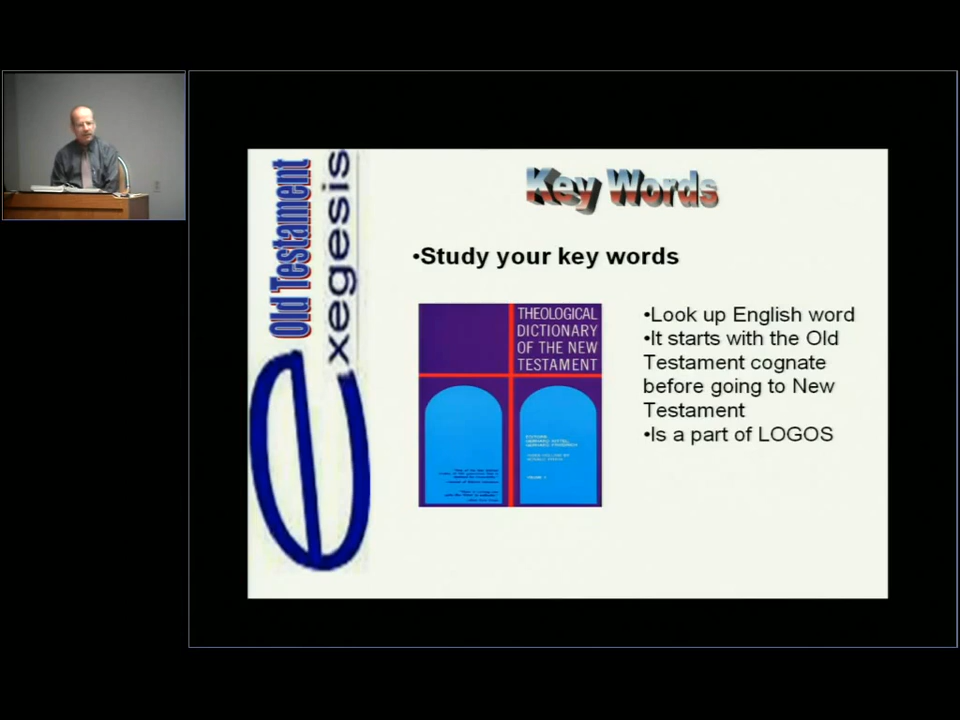 Old Testament
exegesis
Key Words
•Study your key words
THEOLOGICAL
DICTIONARY
OF THE NEW
TESTAMENT
•Look up English word
•It starts with the Old
Testament cognate
before going to New
Testament
•Is a part of LOGOS